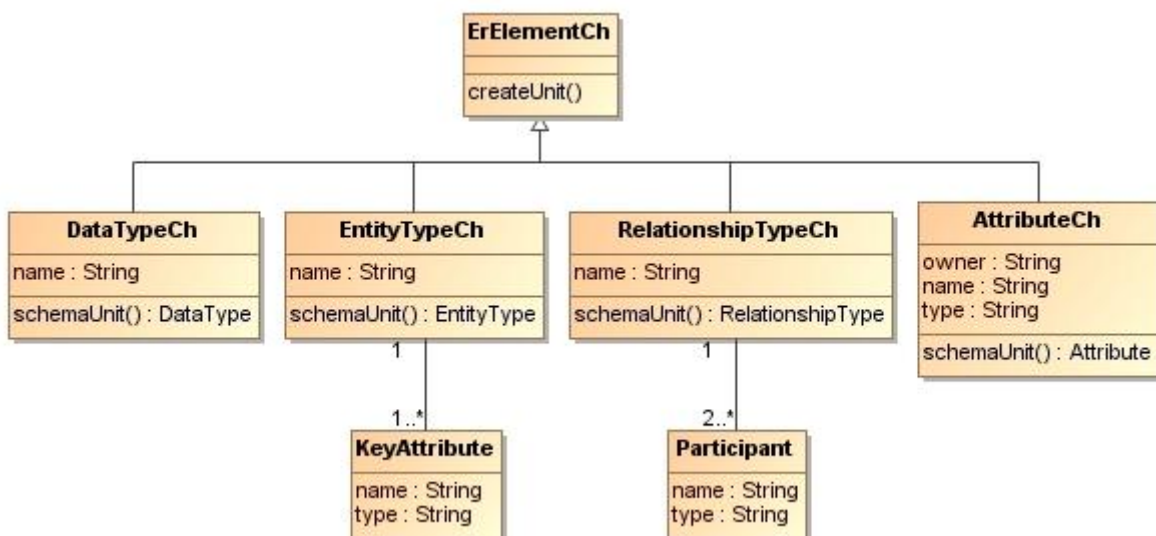 ErElementCh
createUnit()
DataTypeCh
name : String
schemaUnit() : DataType
EntityTypeCh
name : String
schemaUnit() : EntityType
RelationshipTypeCh
name : String
schemaUnit() : RelationshipType
AttributeCh
owner : String
name : String
type : String
schemaUnit() : Attribute
1
1..*
KeyAttribute
name : String
type : String
1
2..*
Participant
name : String
type : String